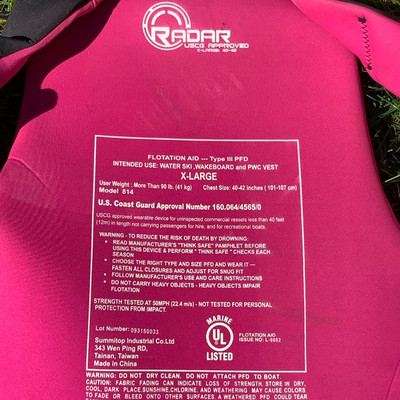 RADAR
USCG APPROVED
X-LARGE: 40-42
FLOTATION AID --- Type III PFD
INTENDED USE: WATER SKI, WAKEBOARD and PWC VEST
X-LARGE
User Weight: More Than 90 lb. (41 kg) Chest Size: 40-42 inches (101-107 cm)
Model 814
U.S. Coast Guard Approval Number 160.064/4565/0
USCG approved wearable device for uninspected commercial vessels less than 40 feet
(12m) in length not carrying passengers for hire, and for recreational boats.
WARNING - TO REDUCE THE RISK OF DEATH BY DROWNING:
• READ MANUFACTURER'S "THINK SAFE" PAMPHLET BEFORE
USING THIS DEVICE & PERFORM " THINK SAFE " CHECKS EACH
SEASON
• CHOOSE THE RIGHT TYPE AND SIZE PFD AND WEAR IT —
FASTEN ALL CLOSURES AND ADJUST FOR SNUG FIT
• FOLLOW MANUFACTURER'S USE AND CARE INSTRUCTIONS
• DO NOT CARRY HEAVY OBJECTS - HEAVY OBJECTS IMPAIR
FLOTATION
STRENGTH TESTED AT 50MPH (22.4 m/s) - NOT TESTED FOR PERSONAL
PROTECTION FROM IMPACT.
Lot No: 093150033
Summitop Industrial Co.Ltd
343 Wen Ping RD,
Tainan, Taiwan
Made in China
MARINE
UL
LISTED
FLOTATION AID
ISSUE No: L-6652
WARNING: DO NOT DRY CLEAN. DO NOT ATTACH PFD TO BOAT.
CAUTION: FABRIC FADING CAN INDICATE LOSS OF STRENGTH, STORE IN DRY,
COOL, DARK PLACE SUNSHINE,CHLORINE, AND WEATHERING MAY CAUSE COLORS
TO FADE OR BLEED ONTO OTHER SURFACES. A WEATHERED PFD COULD TEAR